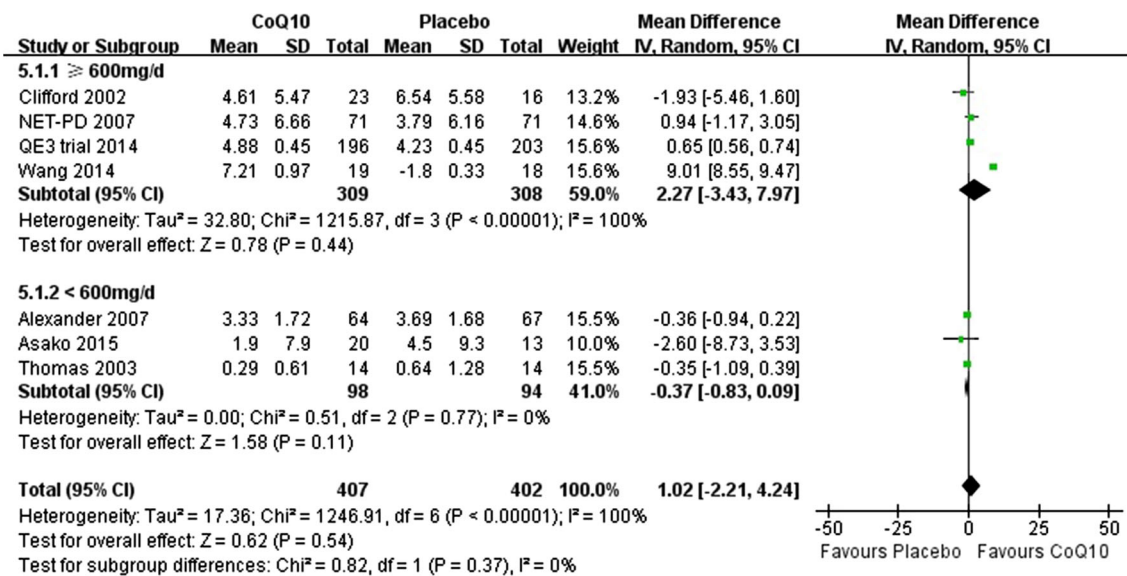 CoQ10 Placebo Mean Difference Mean Difference
Study or Subgroup Mean SD Total Mean SD Total Weight IV, Random, 95% CI IV, Random, 95% CI
5.1.1 ⩾ 600mg/d
Clifford 2002 4.61 5.47 23 6.54 5.58 16 13.2% -1.93 [-5.46, 1.60]
NET-PD 2007 4.73 6.66 71 3.79 6.16 71 14.6% 0.94 [-1.17, 3.05]
QE3 trial 2014 4.88 0.45 196 4.23 0.45 203 15.6% 0.65 [0.56, 0.74]
Wang 2014 7.21 0.97 19 -1.8 0.33 18 15.6% 9.01 [8.55, 9.47]
Subtotal (95% CI) 309 308 59.0% 2.27 [-3.43, 7.97]
Heterogeneity: Tau² = 32.80; Chi² = 1215.87, df = 3 (P < 0.00001); I² = 100%
Test for overall effect: Z = 0.78 (P = 0.44)
5.1.2 < 600mg/d
Alexander 2007 3.33 1.72 64 3.69 1.68 67 15.5% -0.36 [-0.94, 0.22]
Asako 2015 1.9 7.9 20 4.5 9.3 13 10.0% -2.60 [-8.73, 3.53]
Thomas 2003 0.29 0.61 14 0.64 1.28 14 15.5% -0.35 [-1.09, 0.39]
Subtotal (95% CI) 98 94 41.0% -0.37 [-0.83, 0.09]
Heterogeneity: Tau² = 0.00; Chi² = 0.51, df = 2 (P = 0.77); I² = 0%
Test for overall effect: Z = 1.58 (P = 0.11)
Total (95% CI) 407 402 100.0% 1.02 [-2.21, 4.24]
Heterogeneity: Tau² = 17.36; Chi² = 1246.91, df = 6 (P < 0.00001); I² = 100%
Test for overall effect: Z = 0.62 (P = 0.54)
Test for subgroup differences: Chi² = 0.82, df = 1 (P = 0.37), I² = 0%
-50 -25 0 25 50
Favours Placebo Favours CoQ10